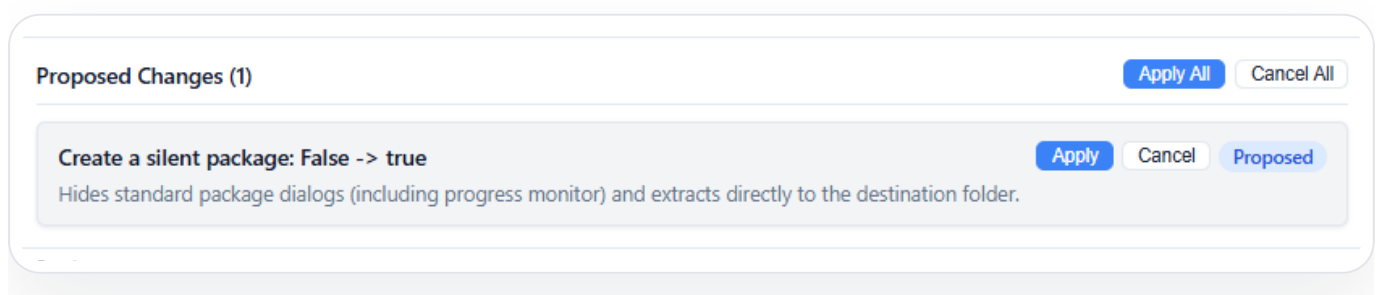 Proposed Changes (1)
Apply All
Cancel All
Create a silent package: False -> true
Apply
Cancel
Proposed
Hides standard package dialogs (including progress monitor) and extracts directly to the destination folder.